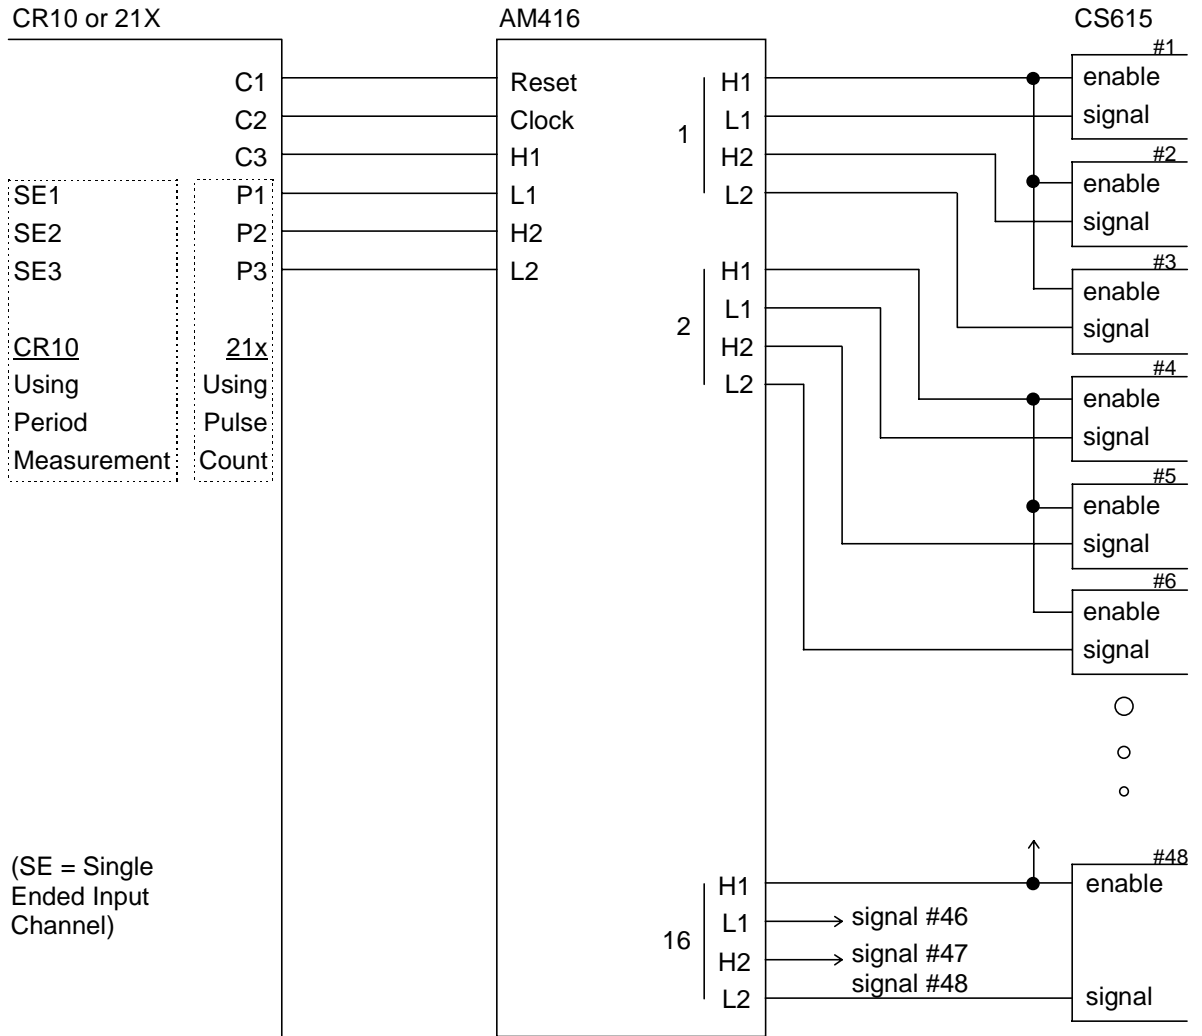 CR10 or 21X
AM416
CS615
C1
C2
C3
SE1
P1
SE2
P2
SE3
P3
CR10
21x
Using
Using
Period
Pulse
Measurement
Count
(SE = Single
Ended Input
Channel)
Reset
Clock
H1
L1
H2
L2
1
H1
L1
H2
L2
2
H1
L1
H2
L2
16
H1
L1
H2
L2
signal #46
signal #47
signal #48
#1
enable
signal
#2
enable
signal
#3
enable
signal
#4
enable
signal
#5
enable
signal
#6
enable
signal
#48
enable
signal